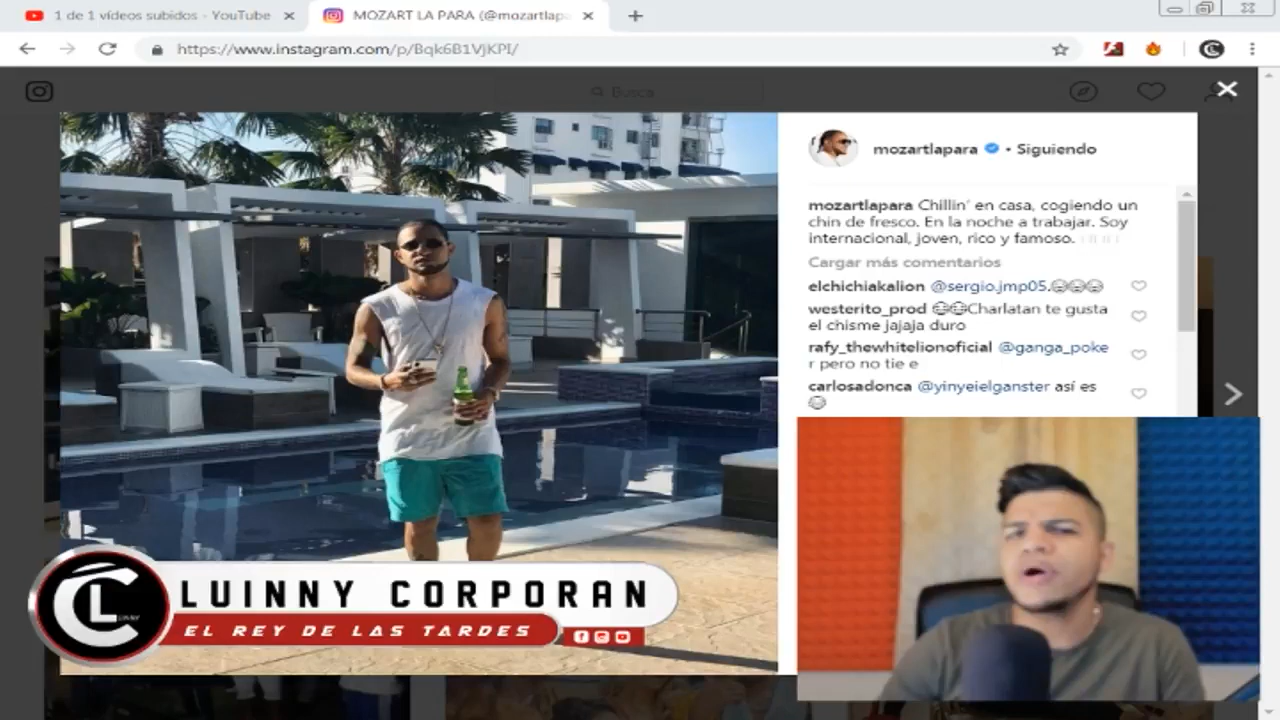 1 de 1 vídeos subidos - YouTube
MOZART LA PARA (@mozartlapa
https://www.instagram.com/p/Bqk6B1VjKPI/
Busca
mozartlapara • Siguiendo
mozartlapara Chillin' en casa, cogiendo un
chin de fresco. En la noche a trabajar. Soy
internacional, joven, rico y famoso.
Cargar más comentarios
elchichiakalion @sergio.jmp05.
westerito_prod Charlatan te gusta
el chisme jajaja duro
rafy_thewhitelionoficial @ganga_poke
r pero no tie e
carlosadonca @yinyeielgangster así es
LUINNY CORPORAN
EL REY DE LAS TARDES